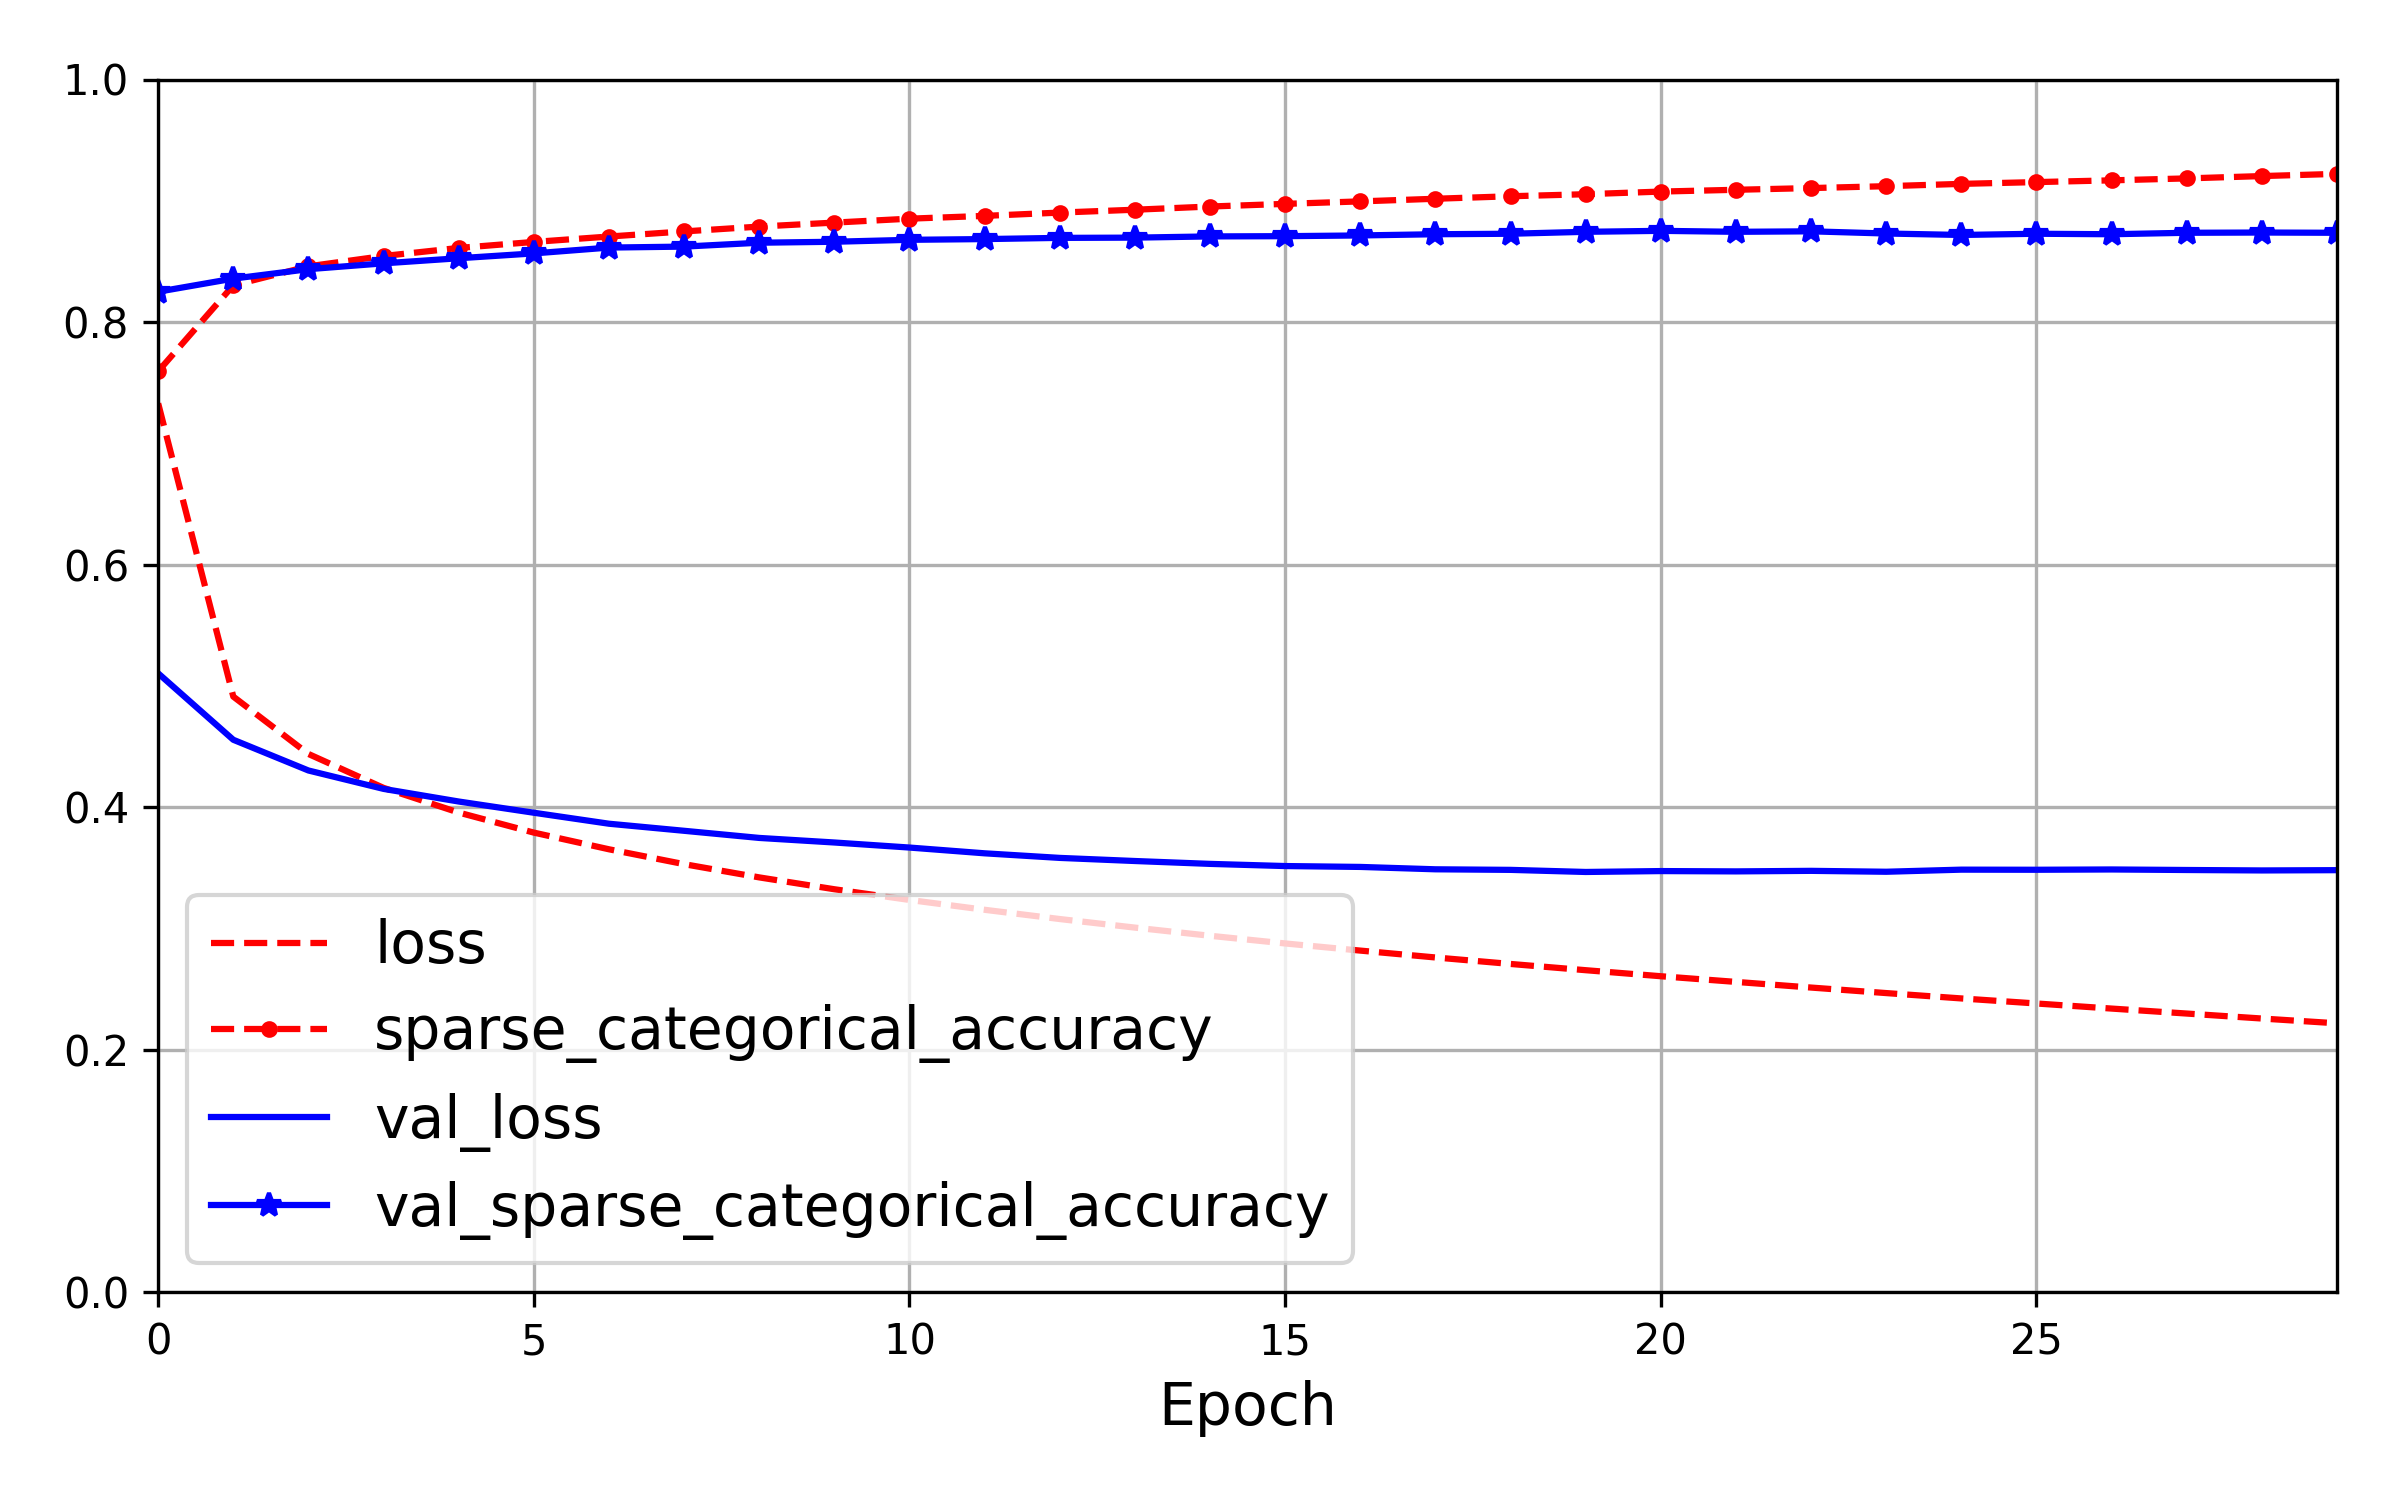 1.0
0.8
0.6
0.4
0.2
0.0
loss
sparse_categorical_accuracy
val_loss
val_sparse_categorical_accuracy
0 5 10 15 20 25
Epoch